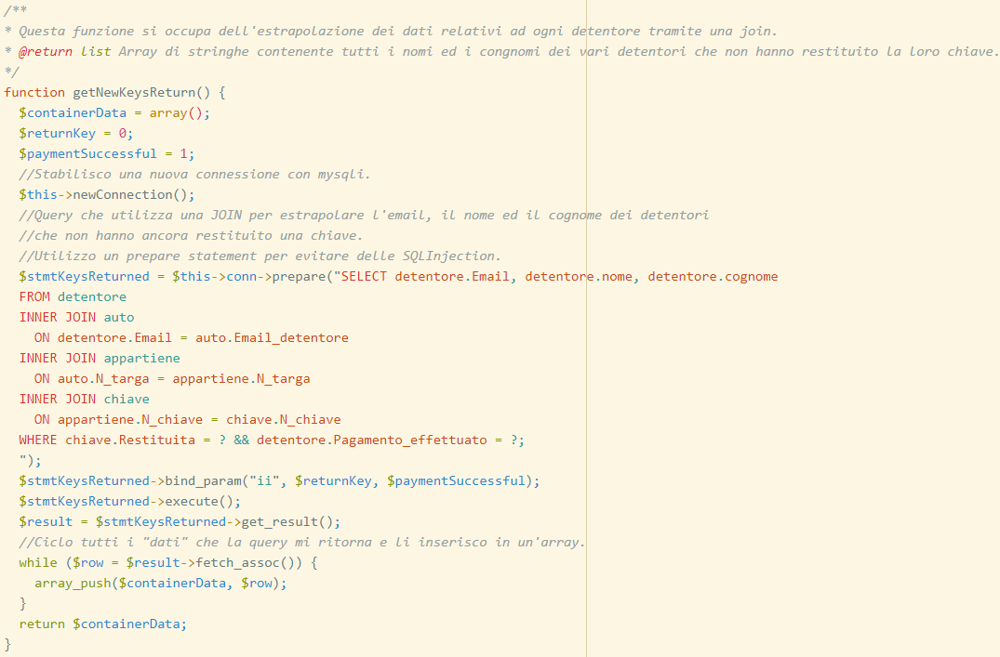 /**
* Questa funzione si occupa dell'estrapolazione dei dati relativi ad ogni detentore tramite una join.
* @return list Array di stringhe contenente tutti i nomi ed i congnomi dei vari detentori che non hanno restituito la loro chiave.
*/
function getNewKeysReturn() {
  $containerData = array();
  $returnKey = 0;
  $paymentSuccessful = 1;
  //Stabilisco una nuova connessione con mysqli.
  $this->newConnection();
  //Query che utilizza una JOIN per estrapolare l'email, il nome ed il cognome dei detentori
  //che non hanno ancora restituito una chiave.
  //Utilizzo un prepare statement per evitare delle SQLInjection.
  $stmtKeysReturned = $this->conn->prepare("SELECT detentore.Email, detentore.nome, detentore.cognome
  FROM detentore
  INNER JOIN auto
    ON detentore.Email = auto.Email_detentore
  INNER JOIN appartiene
    ON auto.N_targa = appartiene.N_targa
  INNER JOIN chiave
    ON appartiene.N_chiave = chiave.N_chiave
  WHERE chiave.Restituita = ? && detentore.Pagamento_effettuato = ?;
  ");
  $stmtKeysReturned->bind_param("ii", $returnKey, $paymentSuccessful);
  $stmtKeysReturned->execute();
  $result = $stmtKeysReturned->get_result();
  //Ciclo tutti i "dati" che la query mi ritorna e li inserisco in un'array.
  while ($row = $result->fetch_assoc()) {
    array_push($containerData, $row);
  }
  return $containerData;
}